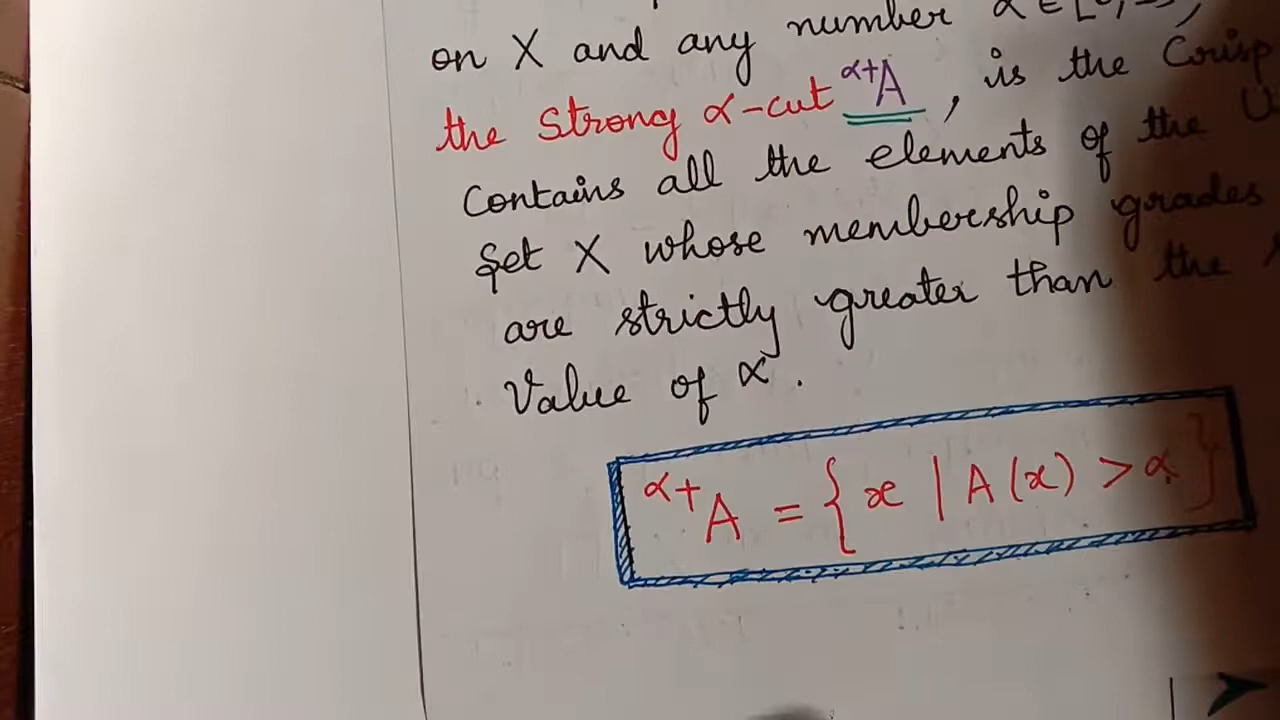 on X and any number α ∈ [
the Strong α-cut ᵅ⁺A, is the Crisp
Contains all the elements of the U
Set X whose membership grades
are strictly greater than the
Value of α.
ᵅ⁺A = { x | A(x) > α }